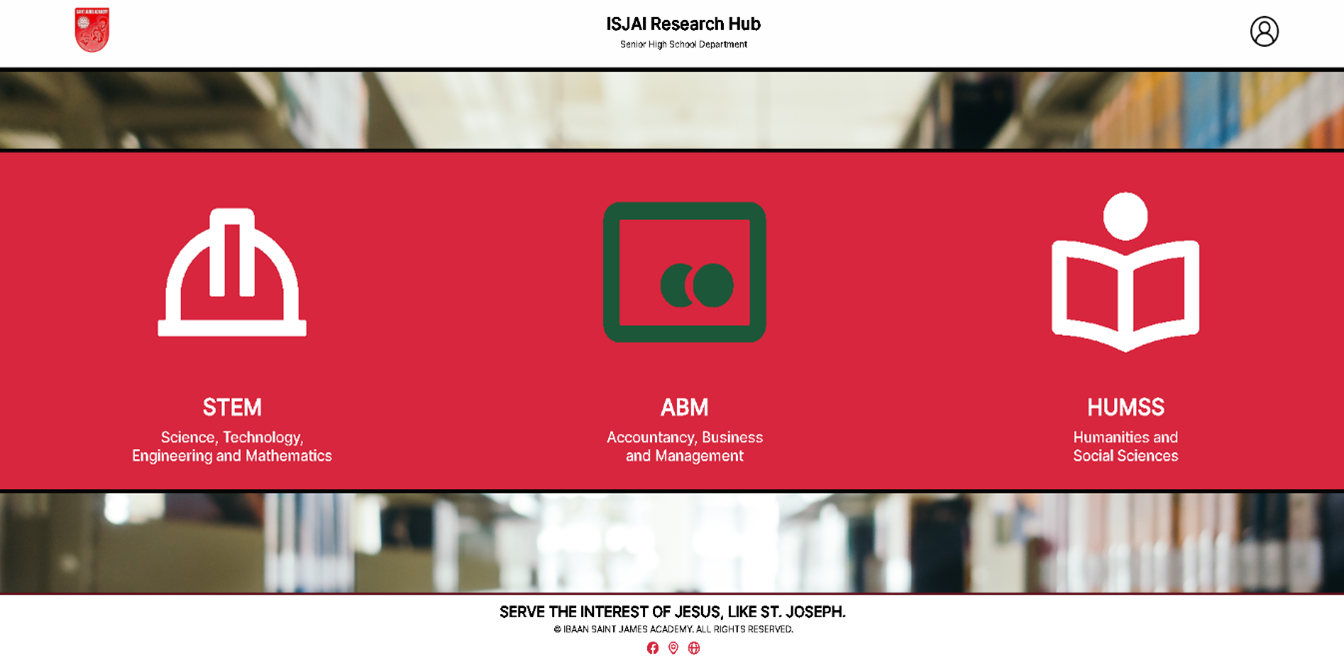 ISJAI Research Hub
Senior High School Department
STEM
Science, Technology,
Engineering and Mathematics
ABM
Accountancy, Business
and Management
HUMSS
Humanities and
Social Sciences
SERVE THE INTEREST OF JESUS, LIKE ST. JOSEPH.
© IBAAN SAINT JAMES ACADEMY. ALL RIGHTS RESERVED.